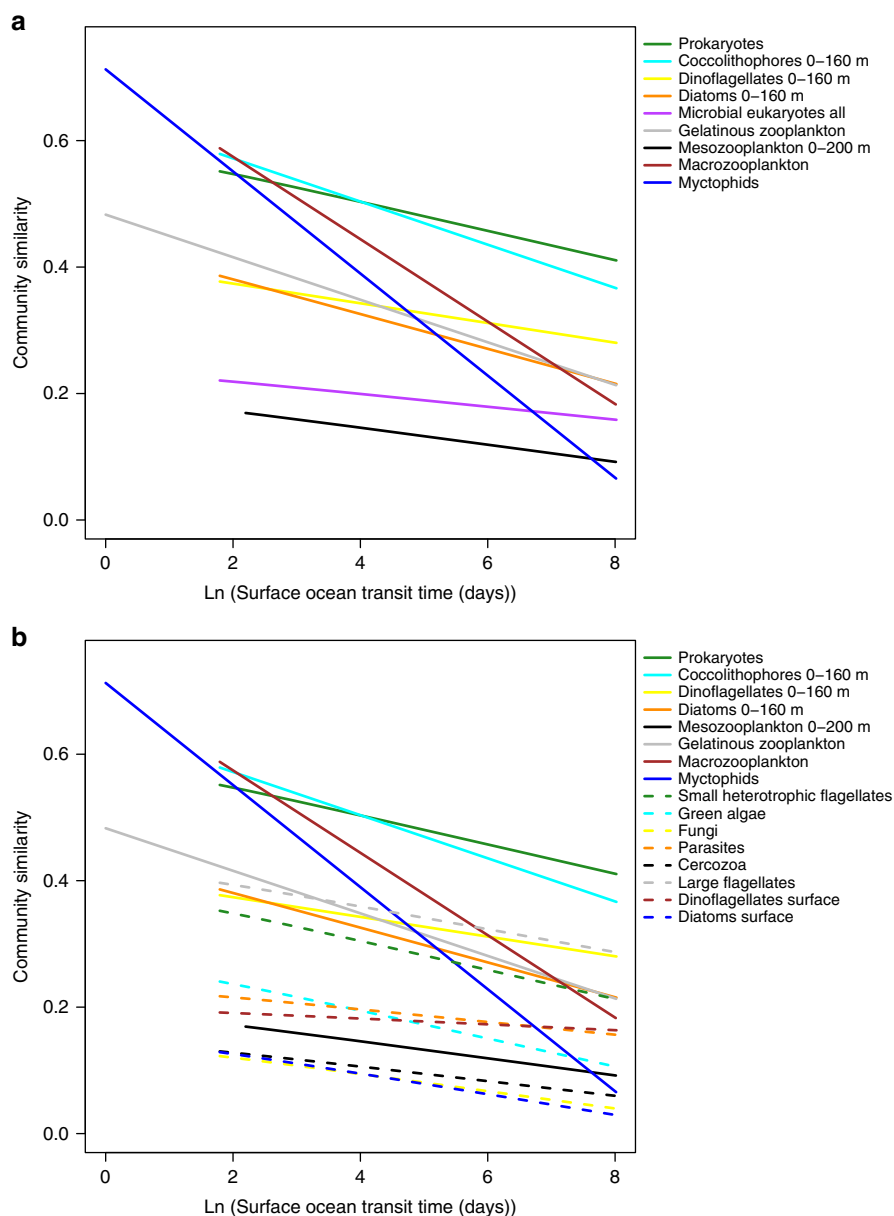 a
Community similarity
0.6
0.4
0.2
0.0
0
2
4
6
8
Ln (Surface ocean transit time (days))
Prokaryotes
Coccolithophores 0–160 m
Dinoflagellates 0–160 m
Diatoms 0–160 m
Microbial eukaryotes all
Gelatinous zooplankton
Mesozooplankton 0–200 m
Macrozooplankton
Myctophids
b
Community similarity
0.6
0.4
0.2
0.0
0
2
4
6
8
Ln (Surface ocean transit time (days))
Prokaryotes
Coccolithophores 0–160 m
Dinoflagellates 0–160 m
Diatoms 0–160 m
Mesozooplankton 0–200 m
Gelatinous zooplankton
Macrozooplankton
Myctophids
Small heterotrophic flagellates
Green algae
Fungi
Parasites
Cercozoa
Large flagellates
Dinoflagellates surface
Diatoms surface